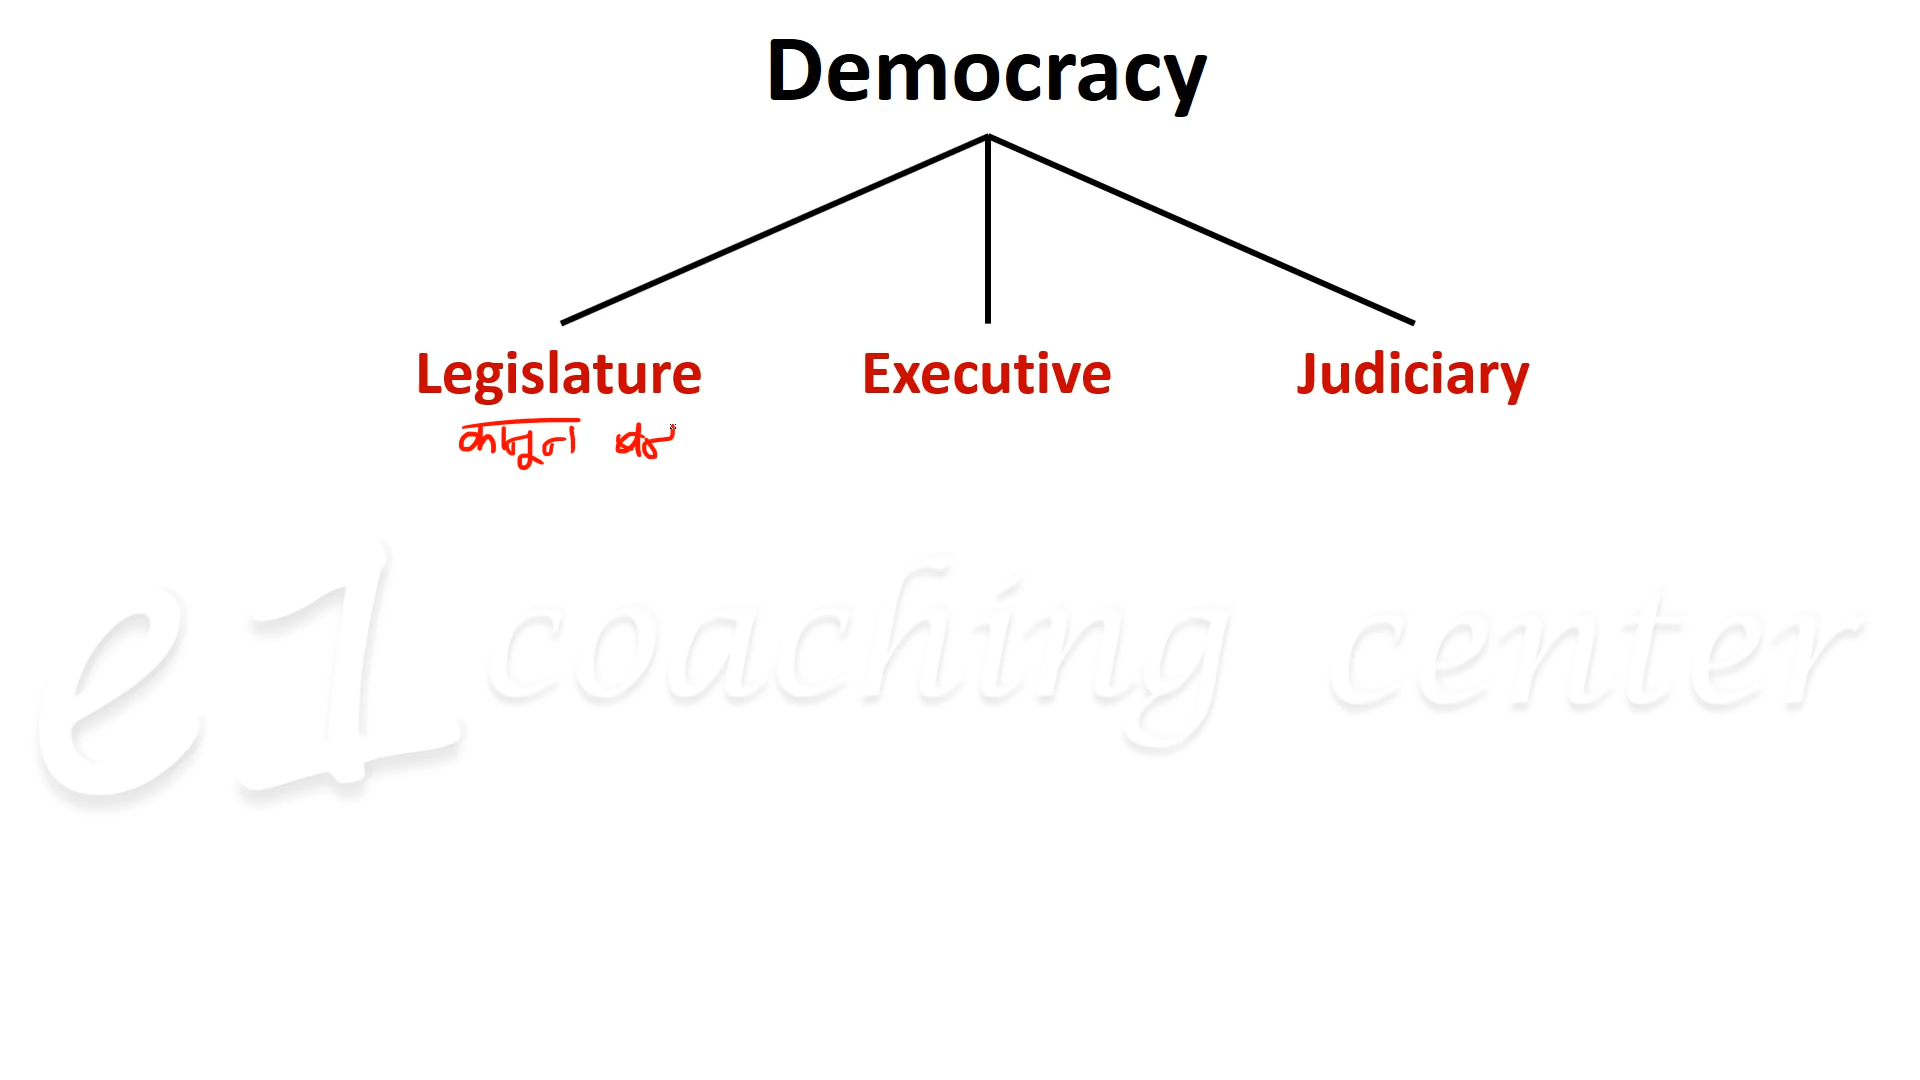 Democracy
Legislature Executive Judiciary
कानून
e1 coaching center